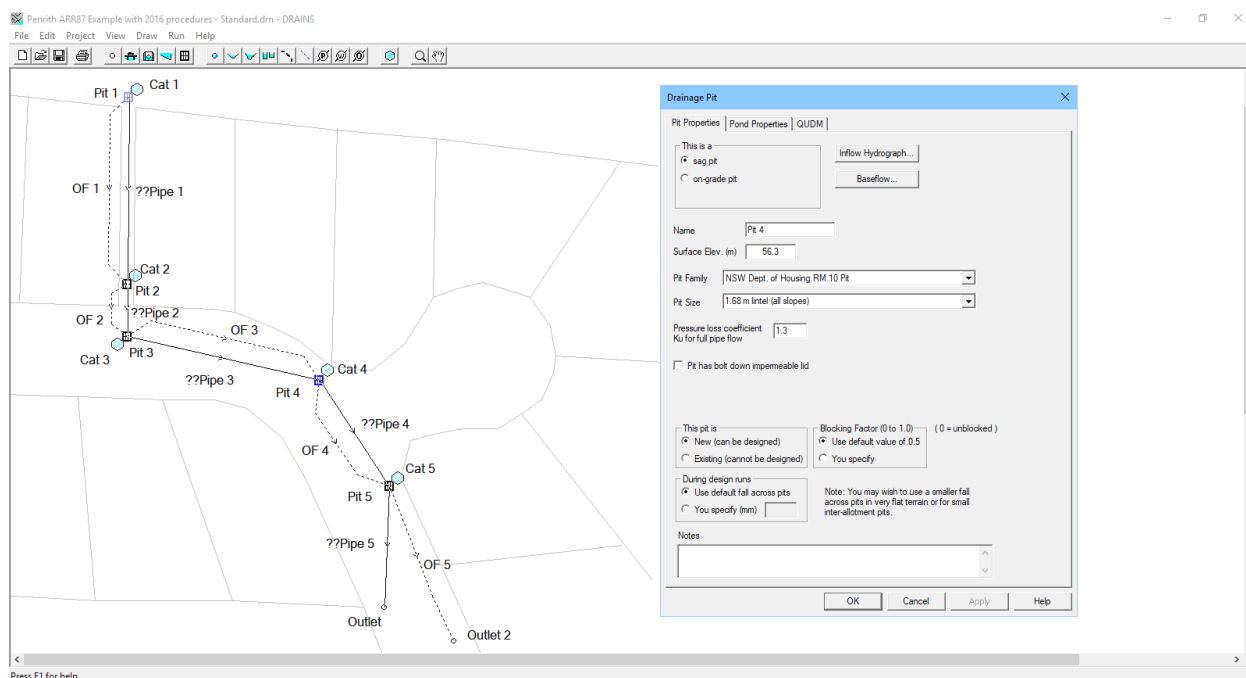 Penrith ARR87 Example with 2016 procedures - Standard.drn - DRAINS
File Edit Project View Draw Run Help
Pit 1
Cat 1
OF 1
??Pipe 1
Cat 2
Pit 2
??Pipe 2
OF 2
OF 3
Cat 3
Pit 3
??Pipe 3
Cat 4
Pit 4
??Pipe 4
OF 4
Cat 5
Pit 5
??Pipe 5
OF 5
Outlet
Outlet 2
Drainage Pit
Pit Properties Pond Properties QUDM
This is a
sag pit
on-grade pit
Inflow Hydrograph...
Baseflow...
Name Pit 4
Surface Elev. (m) 56.3
Pit Family NSW Dept. of Housing RM.10 Pit
Pit Size 1.68 m lintel (all slopes)
Pressure loss coefficient
Ku for full pipe flow
1.3
Pit has bolt down impermeable lid
This pit is
New (can be designed)
Existing (cannot be designed)
Blocking Factor (0 to 1.0) ( 0 = unblocked )
Use default value of 0.5
You specify
During design runs
Use default fall across pits
You specify (mm)
Note: You may wish to use a smaller fall
across pits in very flat terrain or for small
inter-allotment pits.
Notes
OK Cancel Apply Help
Press F1 for help